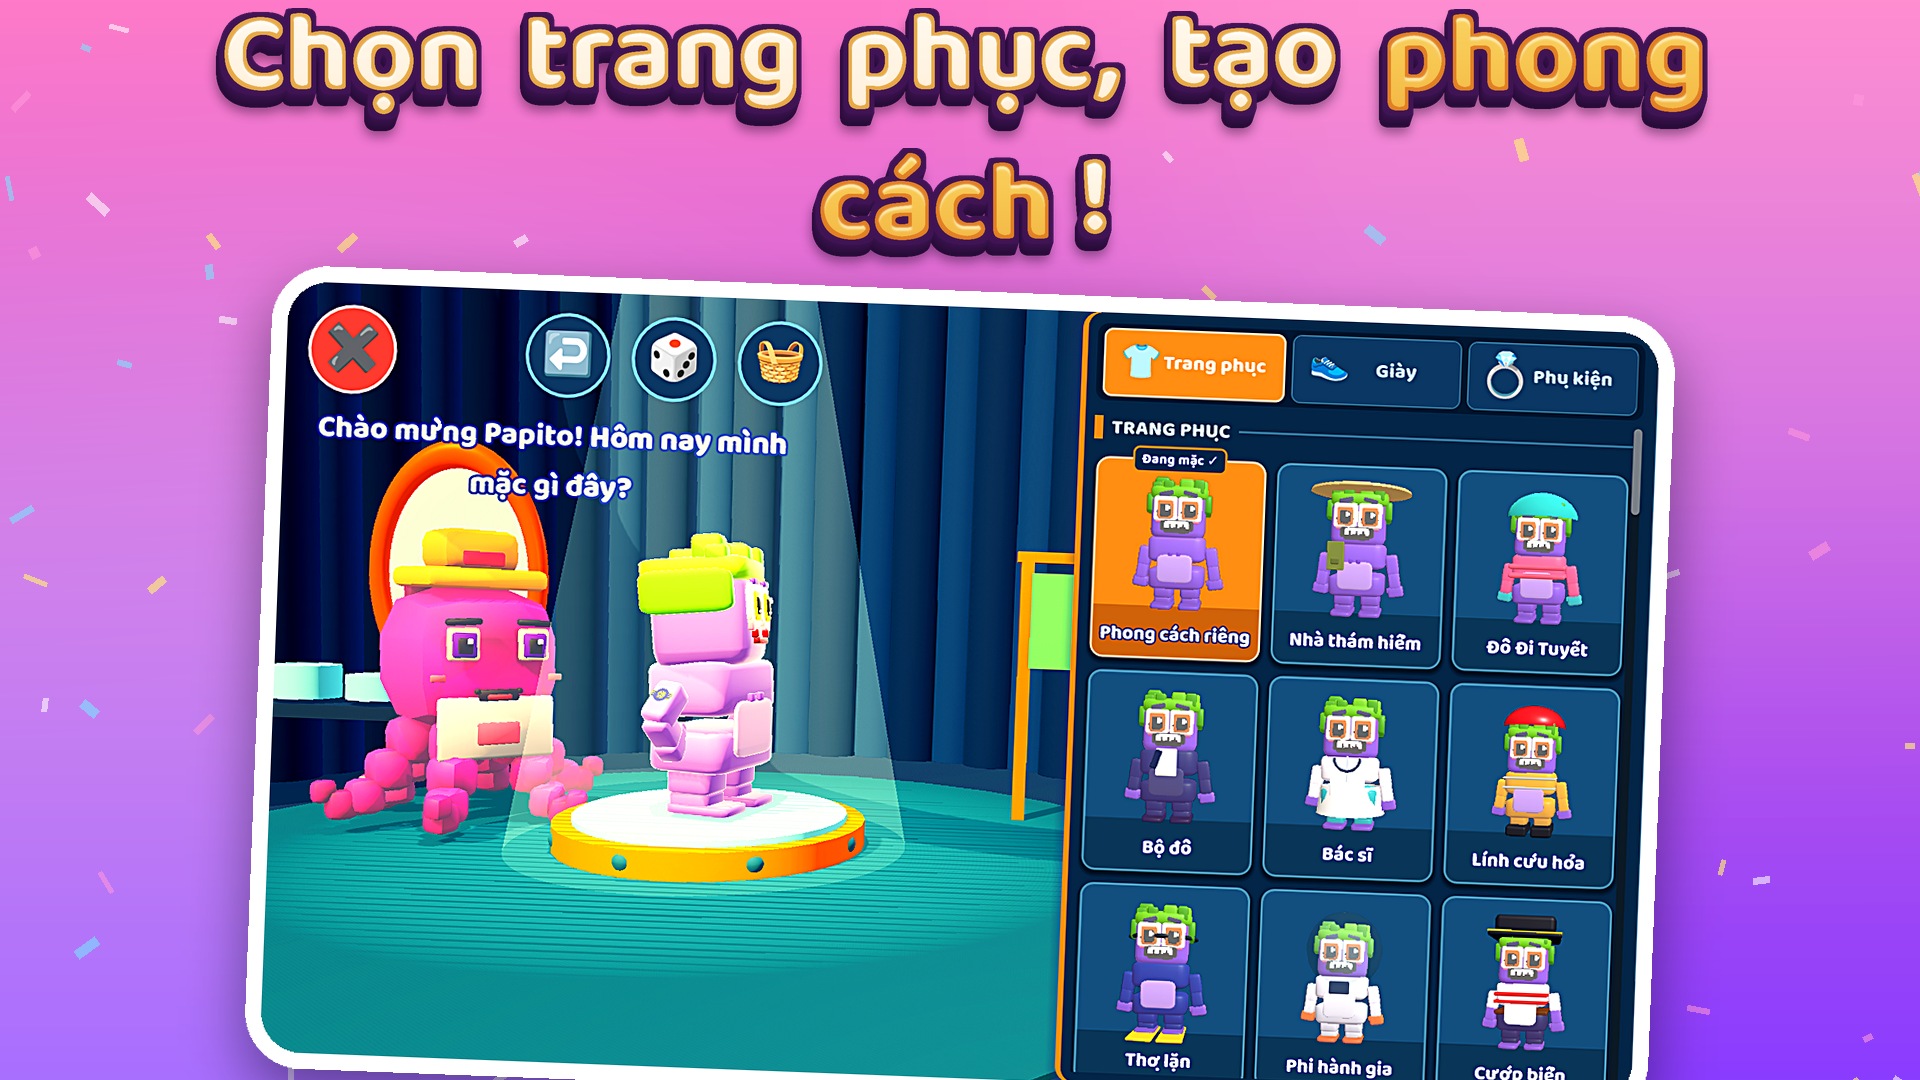 Chọn trang phục, tạo phong
cách !
Chào mưng Papito! Hôm nay mình
mặc gì đây?
Trang phục
Giày
Phụ kiện
TRANG PHỤC
Đang mặc ✓
Phong cách riêng
Nhà thám hiểm
Đồ Đi Tuyết
Bộ đồ
Bác sĩ
Lính cứu hỏa
Thợ lặn
Phi hành gia
Cướp biển